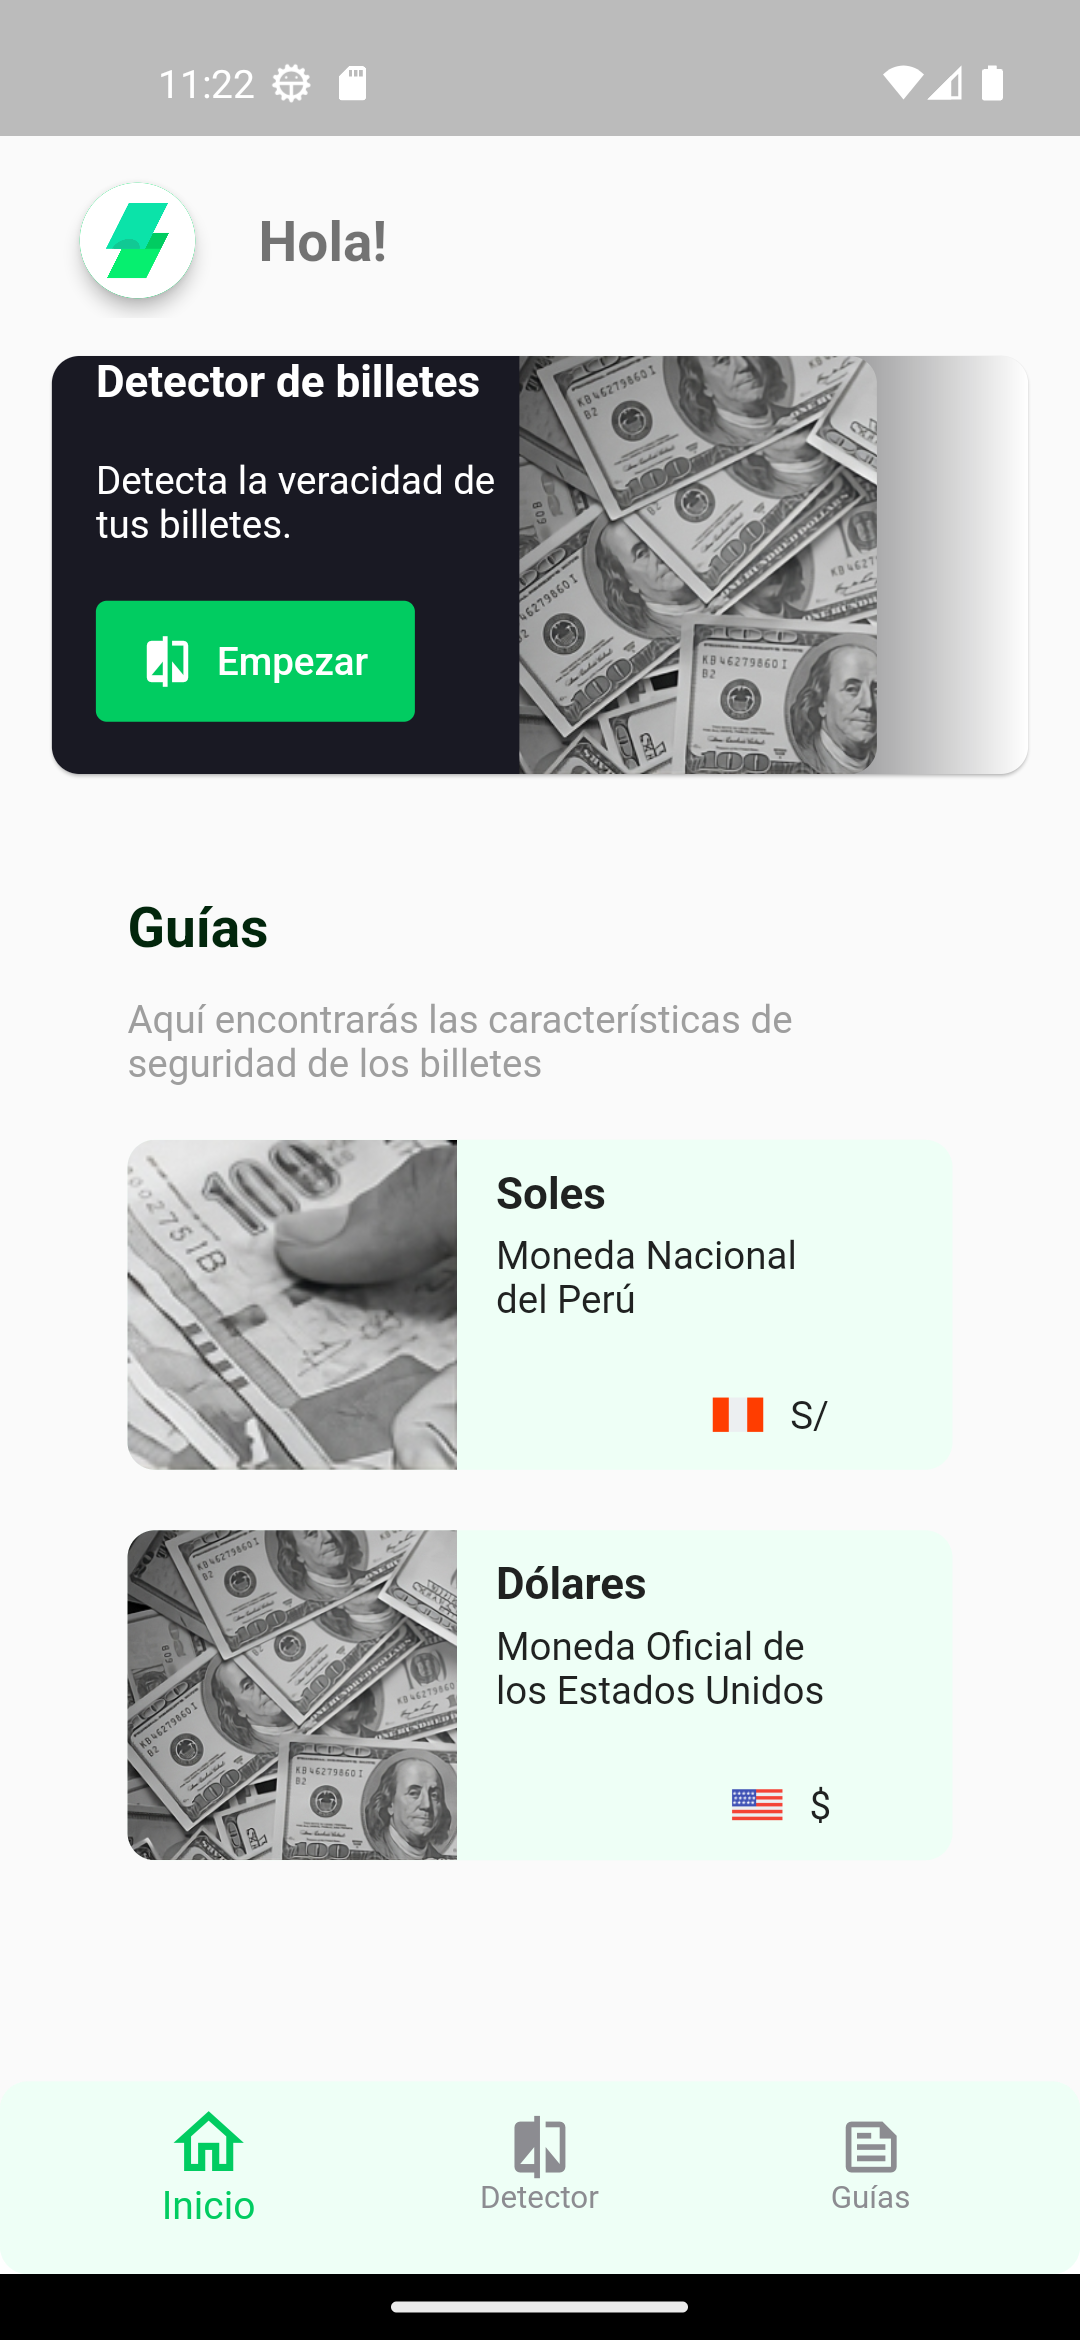 11:22
Hola!
Detector de billetes
Detecta la veracidad de
tus billetes.
Empezar
Guías
Aquí encontrarás las características de
seguridad de los billetes
Soles
Moneda Nacional
del Perú
S/
Dólares
Moneda Oficial de
los Estados Unidos
$
Inicio
Detector
Guías